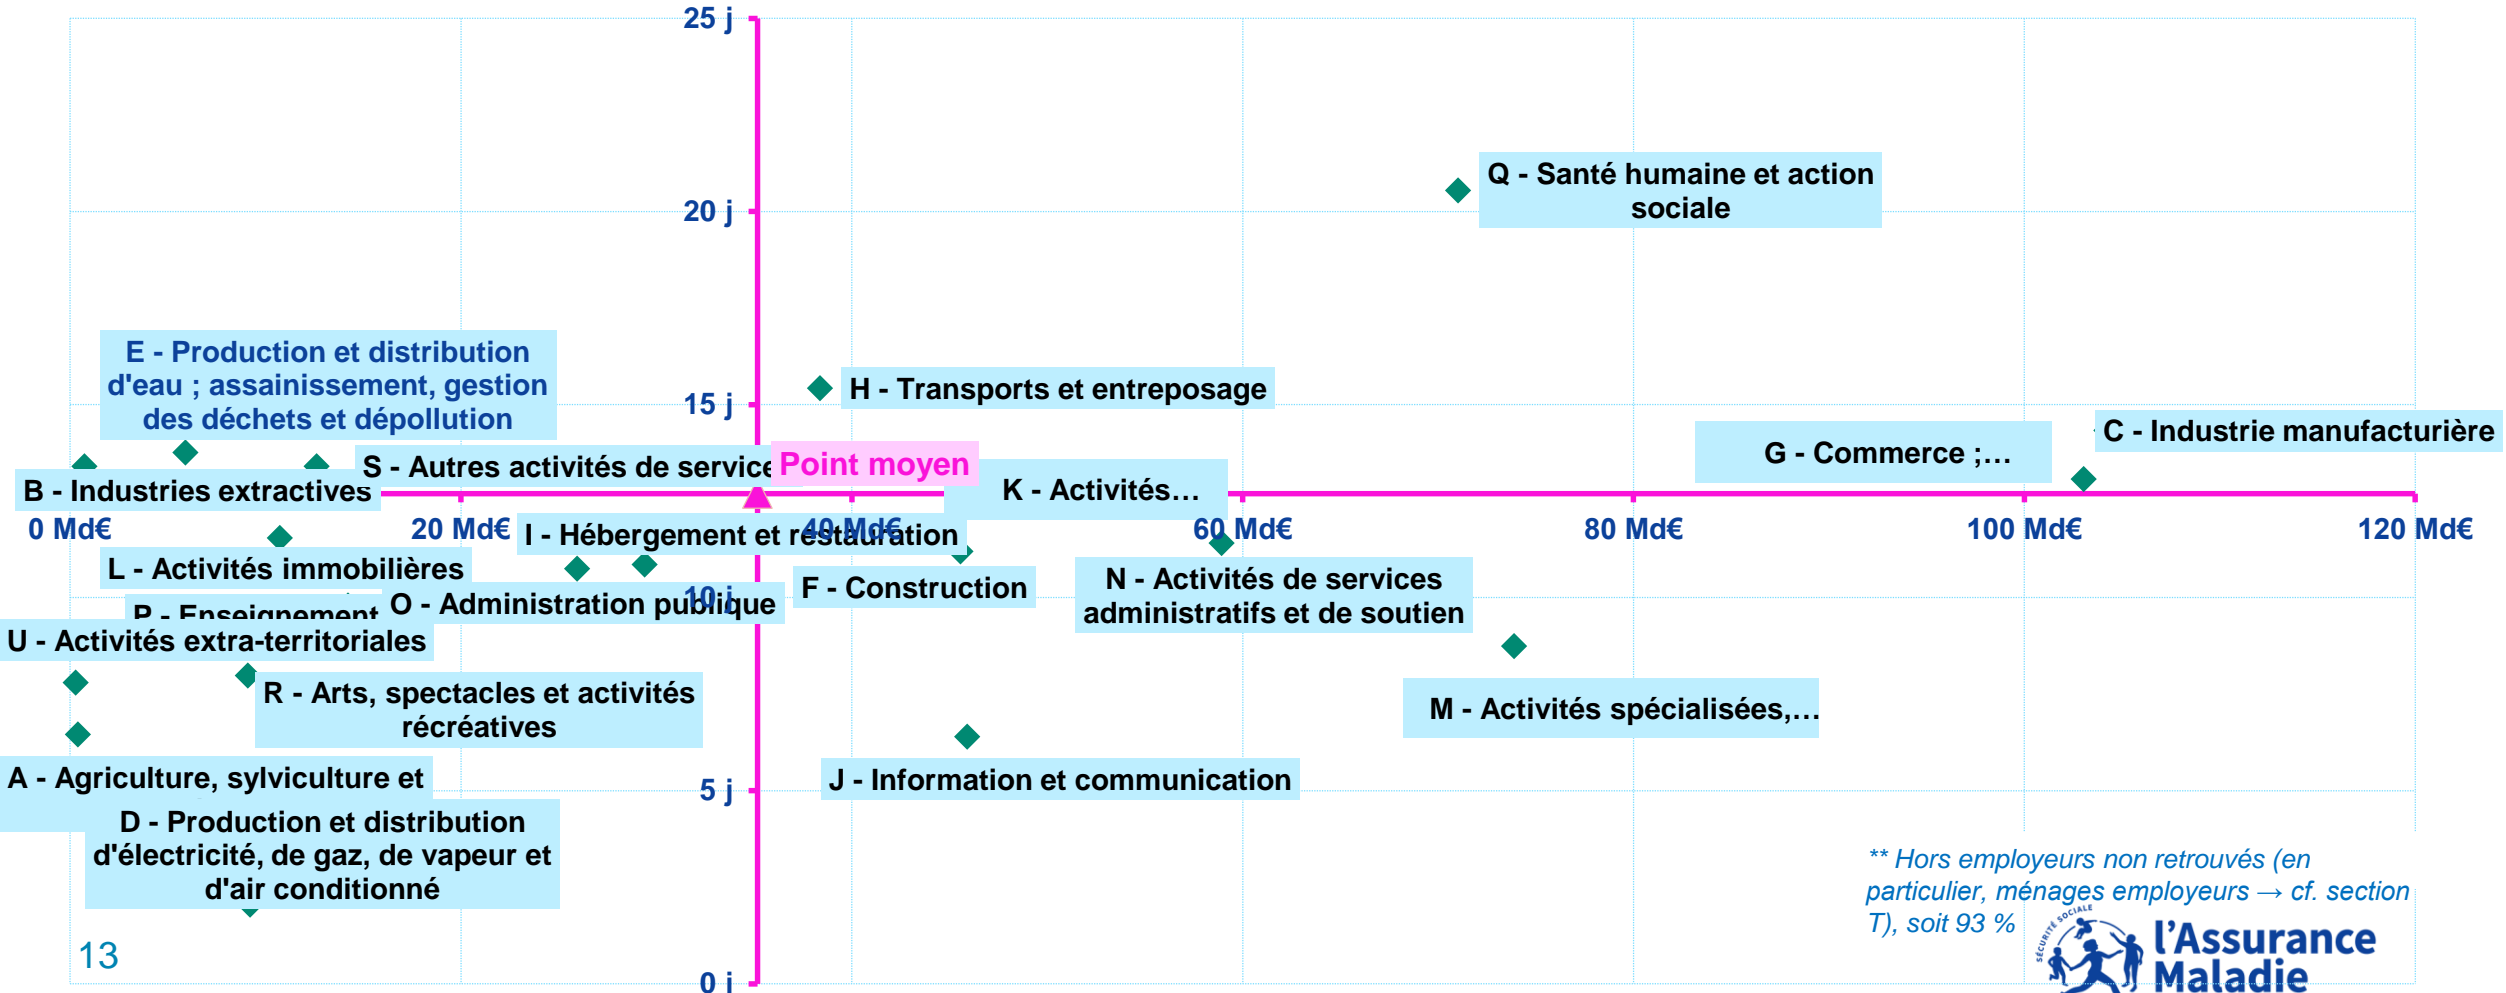 25 j
Q - Santé humaine et action
sociale
20 j
E - Production et distribution
d'eau ; assainissement, gestion
des déchets et dépollution
H - Transports et entreposage
15 j
C - Industrie manufacturière
G - Commerce ;…
S - Autres activités de service
Point moyen
B - Industries extractives
K - Activités…
0 Md€
20 Md€
40 Md€
60 Md€
80 Md€
100 Md€
120 Md€
I - Hébergement et restauration
L - Activités immobilières
F - Construction
N - Activités de services
administratifs et de soutien
P - Enseignement
O - Administration publique
10 j
U - Activités extra-territoriales
R - Arts, spectacles et activités
récréatives
M - Activités spécialisées,…
A - Agriculture, sylviculture et
J - Information et communication
5 j
D - Production et distribution
d'électricité, de gaz, de vapeur et
d'air conditionné
** Hors employeurs non retrouvés (en
particulier, ménages employeurs → cf. section
T), soit 93 %
13
0 j
SÉCURITÉ SOCIALE
l'Assurance
Maladie